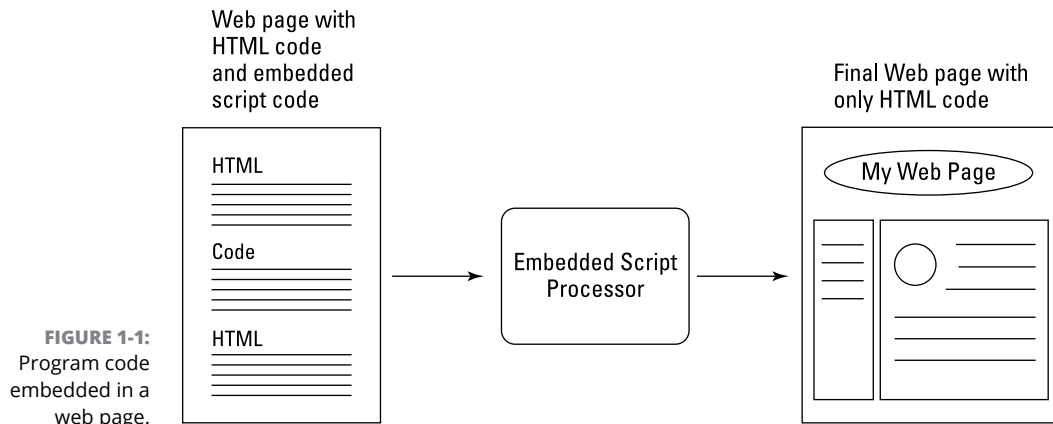 Web page with
HTML code
and embedded
script code
HTML
Code
HTML
Embedded Script
Processor
Final Web page with
only HTML code
My Web Page
FIGURE 1-1:
Program code
embedded in a
web page.